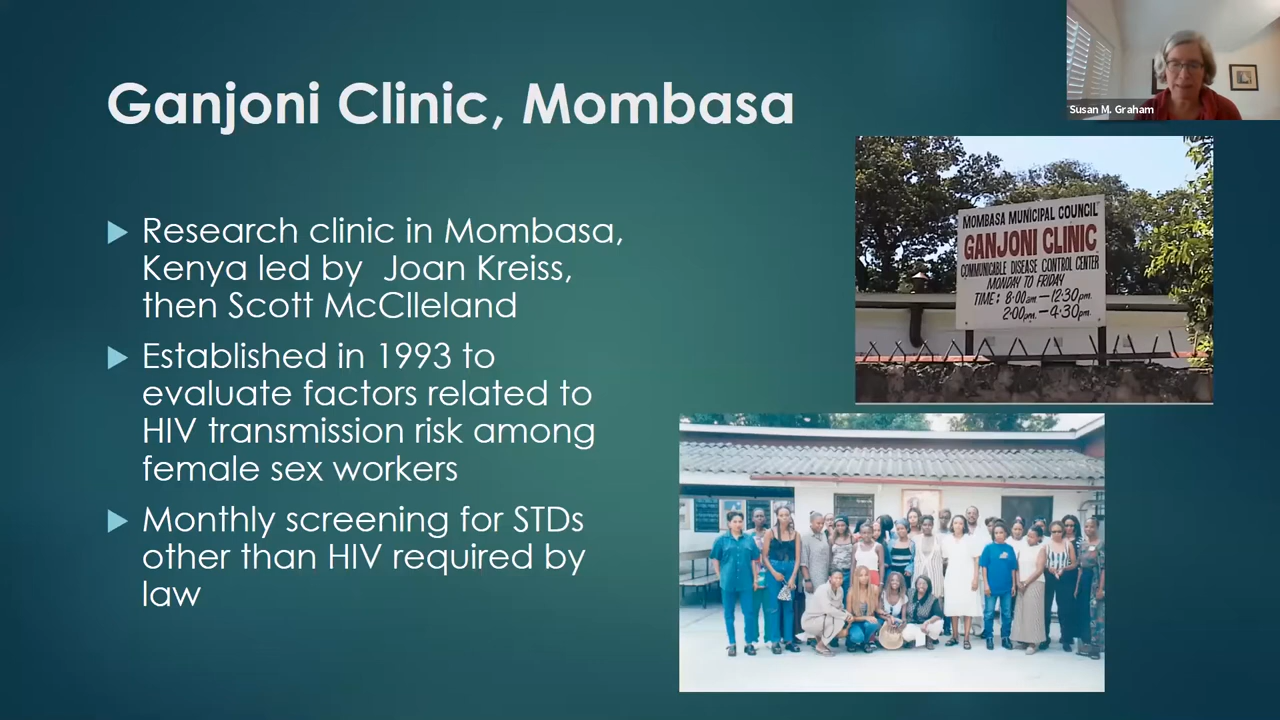 Ganjoni Clinic, Mombasa
Research clinic in Mombasa,
Kenya led by Joan Kreiss,
then Scott McClleland
Established in 1993 to
evaluate factors related to
HIV transmission risk among
female sex workers
Monthly screening for STDs
other than HIV required by
law
Susan M. Graham
MOMBASA MUNICIPAL COUNCIL
GANJONI CLINIC
COMMUNICABLE DISEASE CONTROL CENTER
MONDAY TO FRIDAY
TIME: 8:00am—12:30pm.
2:00pm.—4:30pm.